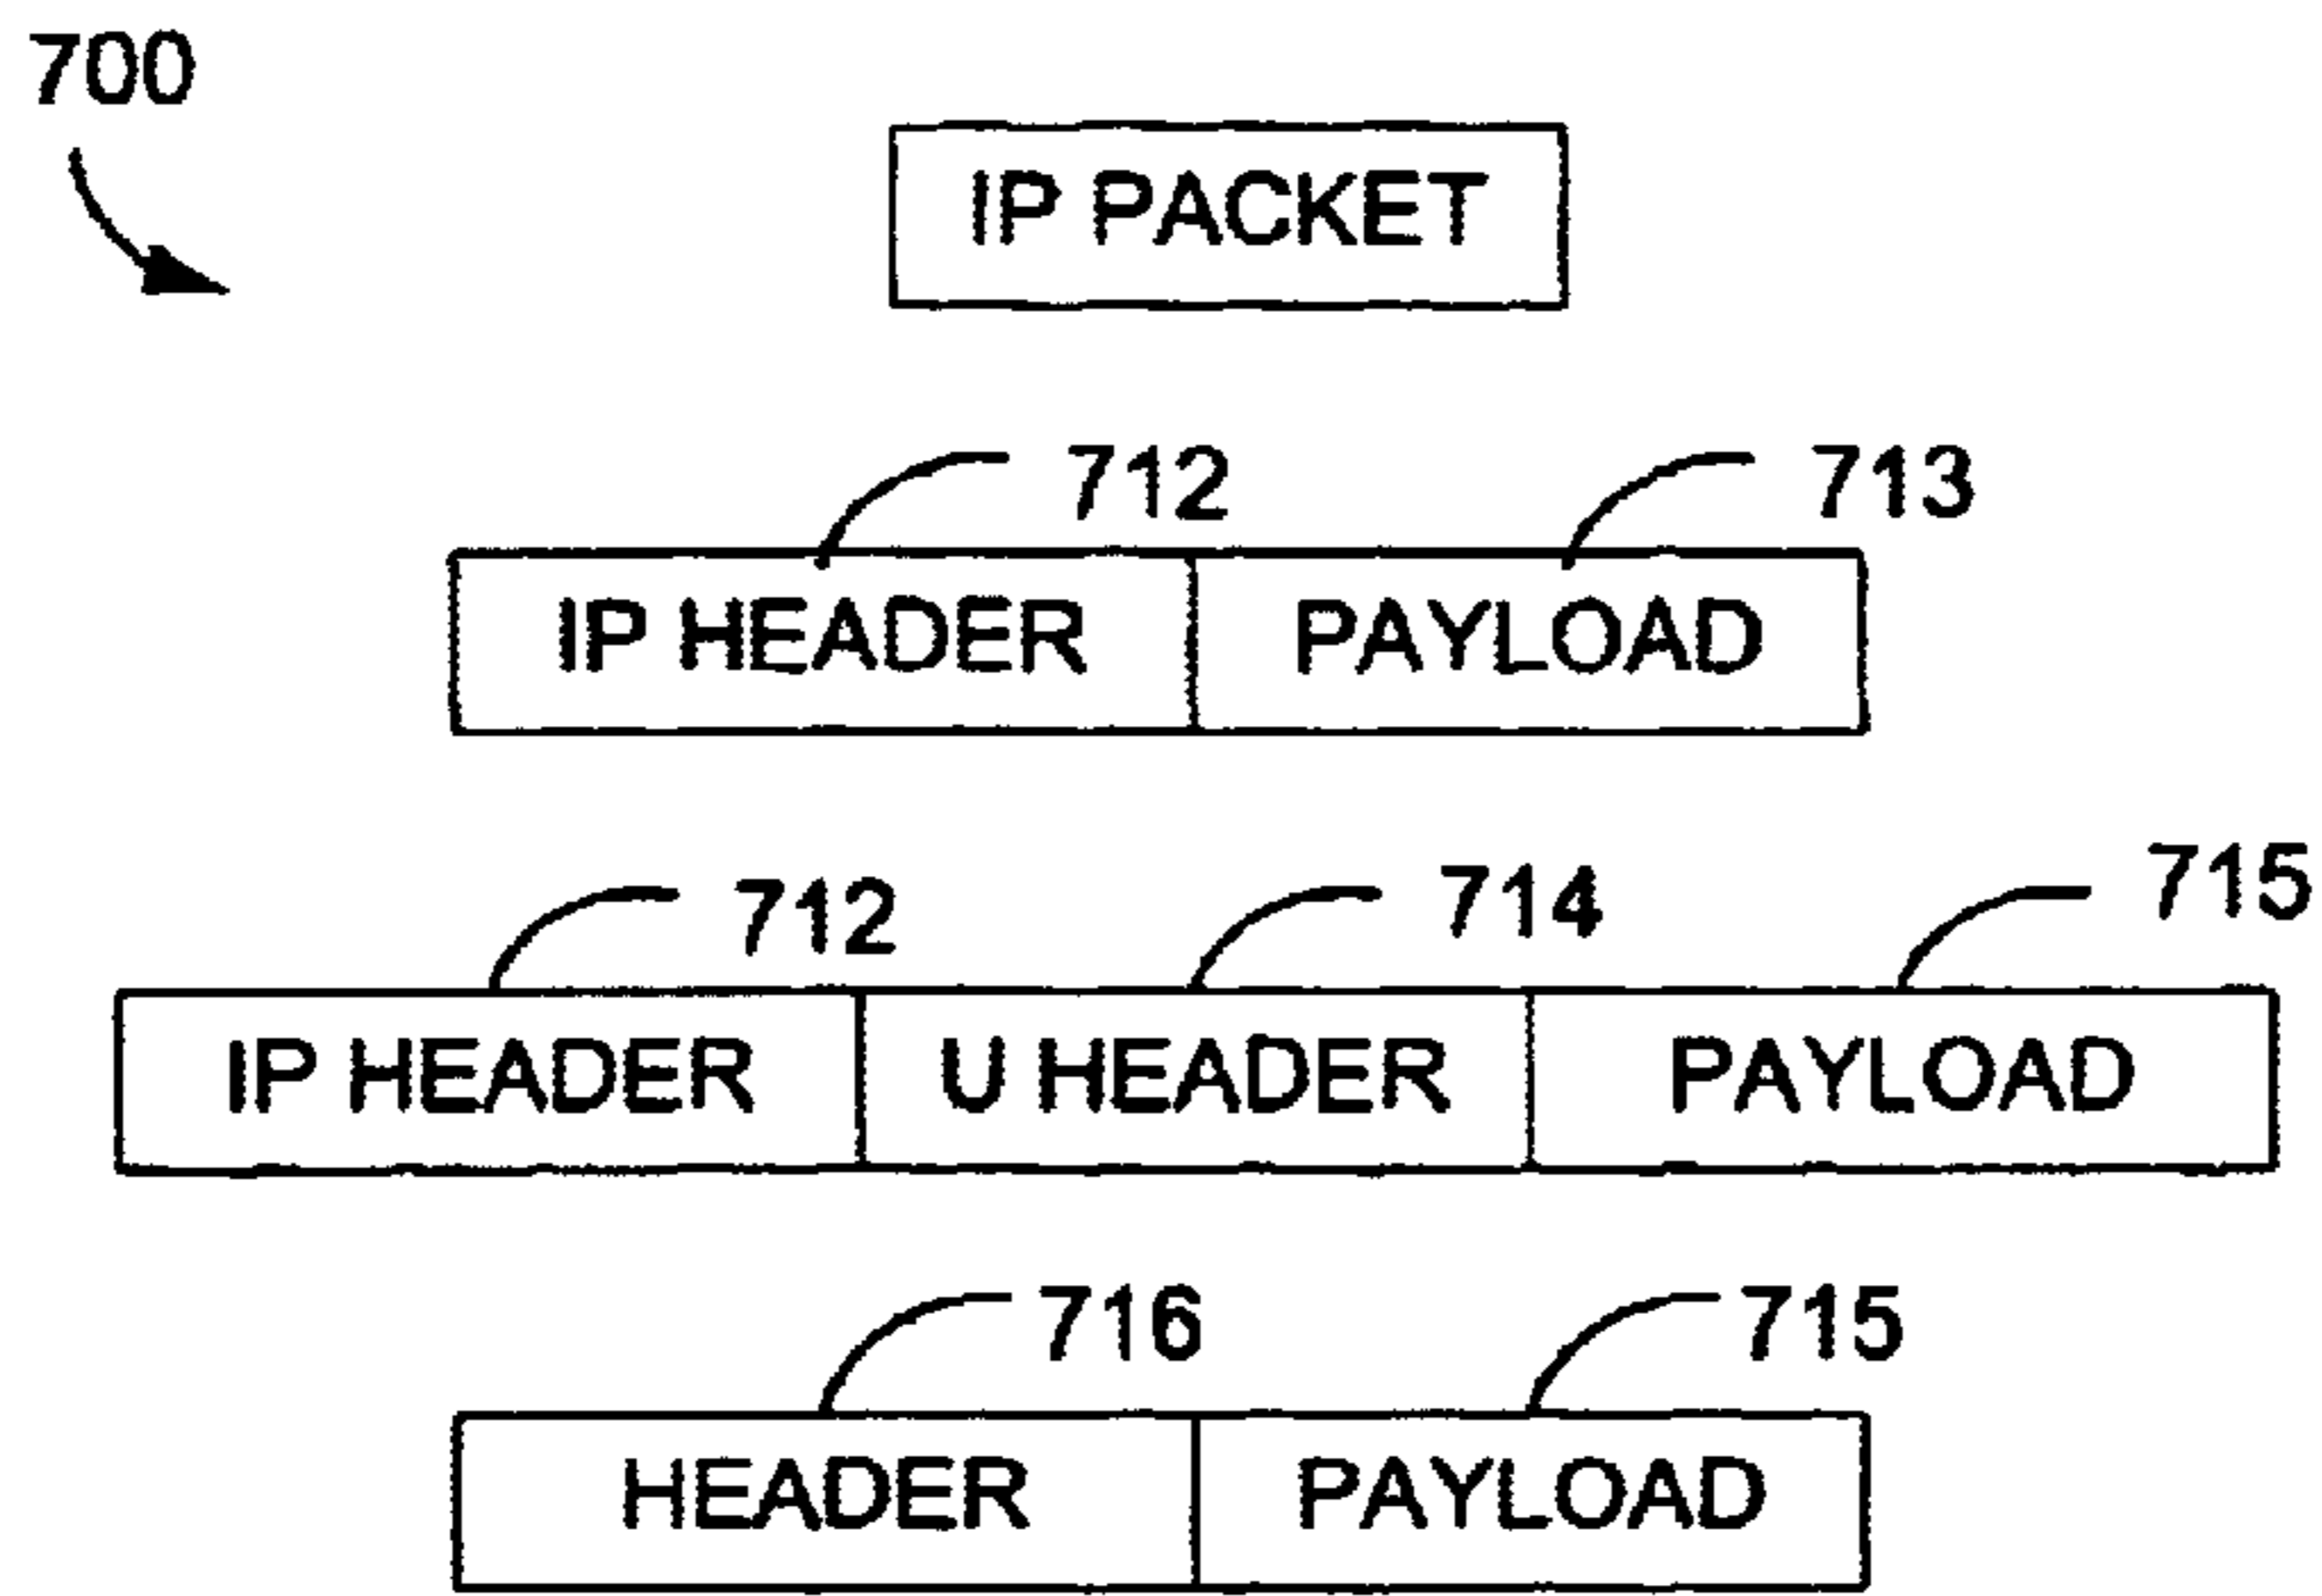 700
IP PACKET
712 713
IP HEADER PAYLOAD
712 714 715
IP HEADER U HEADER PAYLOAD
716 715
HEADER PAYLOAD